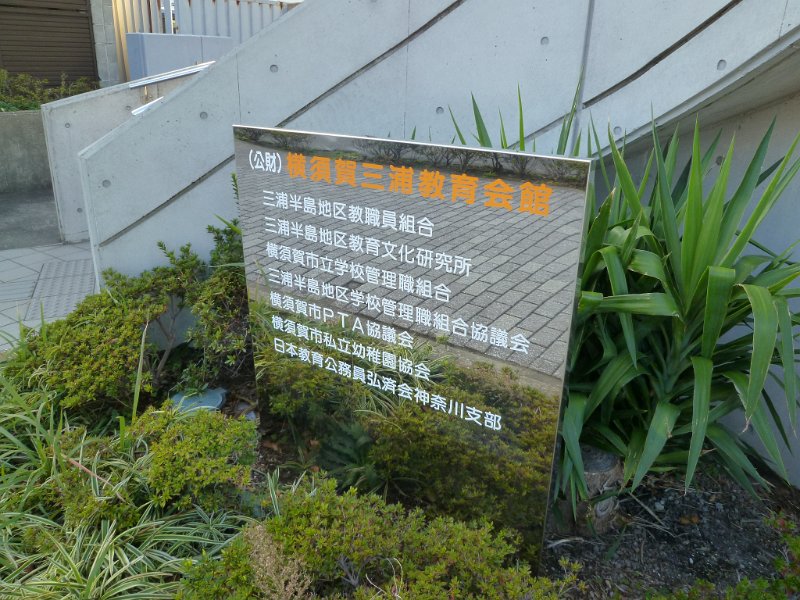 (公財)横須賀三浦教育会館
三浦半島地区教職員組合
三浦半島地区教育文化研究所
横須賀市立学校管理職組合
三浦半島地区学校管理職組合協議会
横須賀市PTA協議会
横須賀市私立幼稚園協会
日本教育公務員弘済会神奈川支部